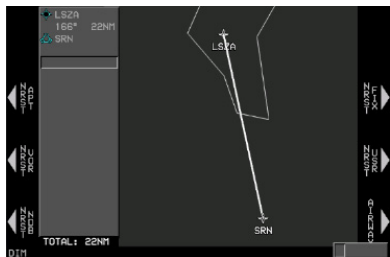 LSZA
166° 22NM
SRN
LSZA
SRN
NRST APT
NRST VOR
NRST NDB
NRST FIX
NRST USR
AIRWAY
TOTAL: 22NM
DIM